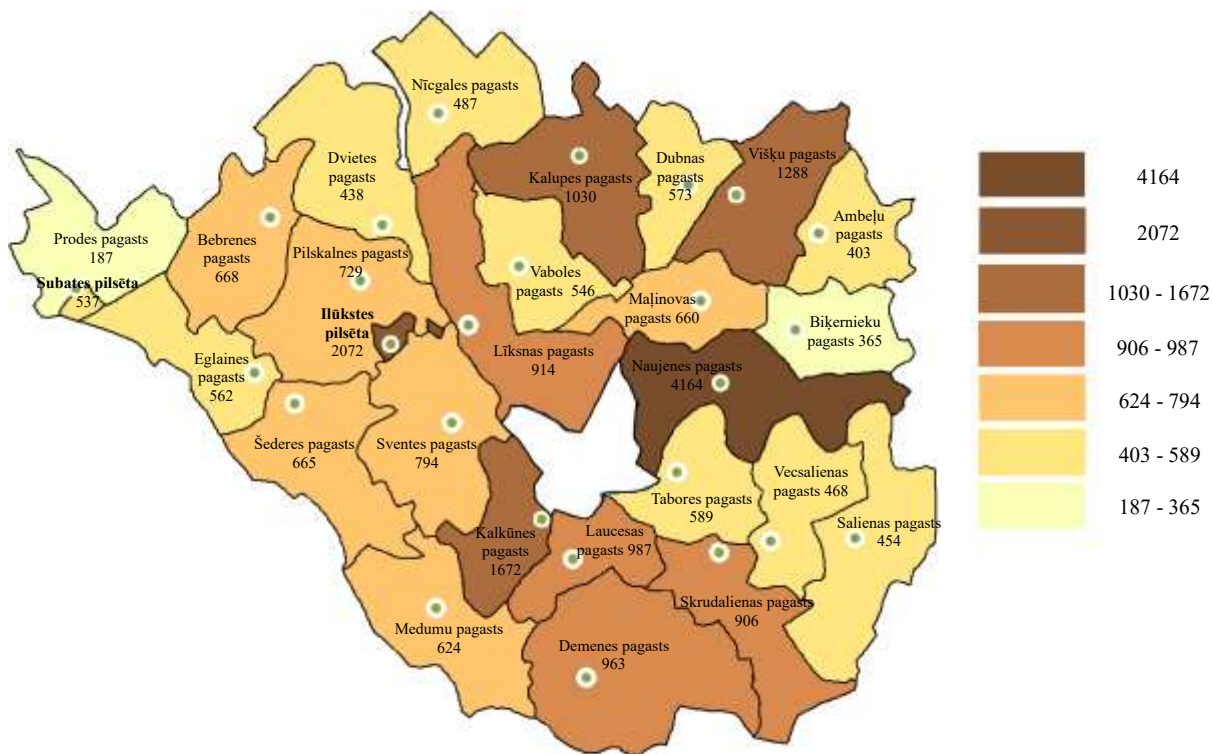 Nīcgales pagasts
487
Dvietes
pagasts
438
Kalupes pagasts
1030
Dubnas
pagasts
573
Višķu pagasts
1288
Ambeļu
pagasts
403
Prodes pagasts
187
Subates pilsēta
537
Bebrenes
pagasts
668
Pilskalnes pagasts
729
Vaboles
pagasts 546
Maļinovas
pagasts 660
Biķernieku
pagasts 365
Ilūkstes
pilsēta
2072
Eglaines
pagasts
562
Līksnas pagasts
914
Naujenes pagasts
4164
Šēderes pagasts
665
Sventes pagasts
794
Tabores pagasts
589
Vecsalienas
pagasts 468
Salienas pagasts
454
Kalkūnes
pagasts
1672
Laucesas
pagasts 987
Skrudalienas pagasts
906
Medumu pagasts
624
Demenes pagasts
963
4164
2072
1030 - 1672
906 - 987
624 - 794
403 - 589
187 - 365